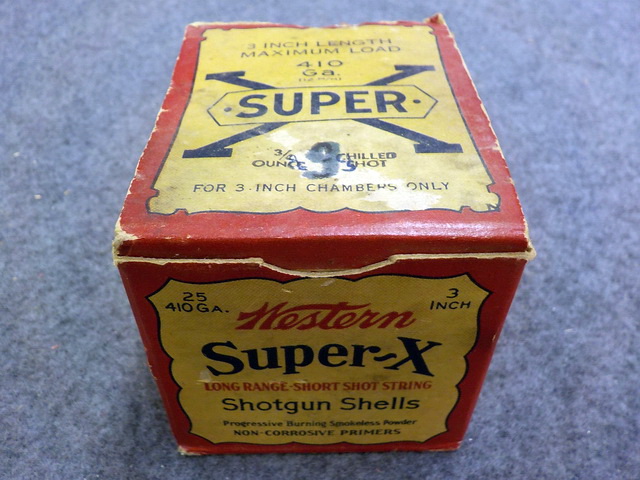 3 INCH LENGTH
MAXIMUM LOAD
410
Ga.
SUPER
X
3/4 CHILLED
OUNCE 9 SHOT
FOR 3 INCH CHAMBERS ONLY
25 3
410 GA. INCH
Western
Super-X
LONG RANGE-SHORT SHOT STRING
Shotgun Shells
Progressive Burning Smokeless Powder
NON-CORROSIVE PRIMERS